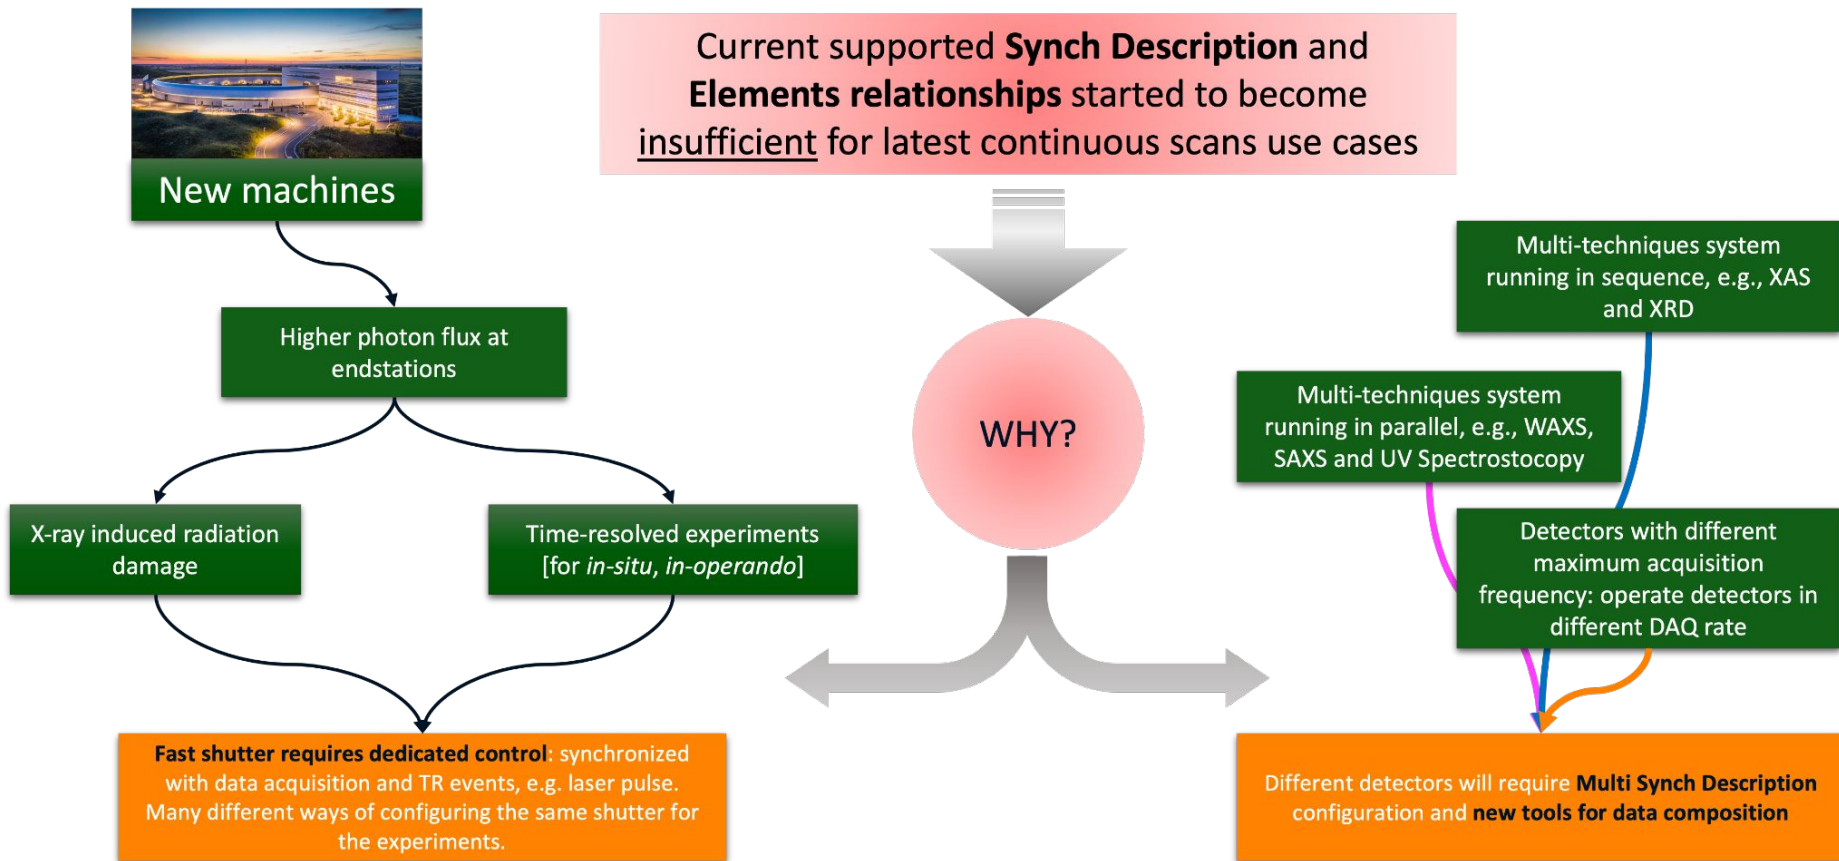 Current supported Synch Description and
Elements relationships started to become
insufficient for latest continuous scans use cases
New machines
Higher photon flux at
endstations
X-ray induced radiation
damage
Time-resolved experiments
[for in-situ, in-operando]
Fast shutter requires dedicated control: synchronized
with data acquisition and TR events, e.g. laser pulse.
Many different ways of configuring the same shutter for
the experiments.
WHY?
Multi-techniques system
running in sequence, e.g., XAS
and XRD
Multi-techniques system
running in parallel, e.g., WAXS,
SAXS and UV Spectrostocopy
Detectors with different
maximum acquisition
frequency: operate detectors in
different DAQ rate
Different detectors will require Multi Synch Description
configuration and new tools for data composition